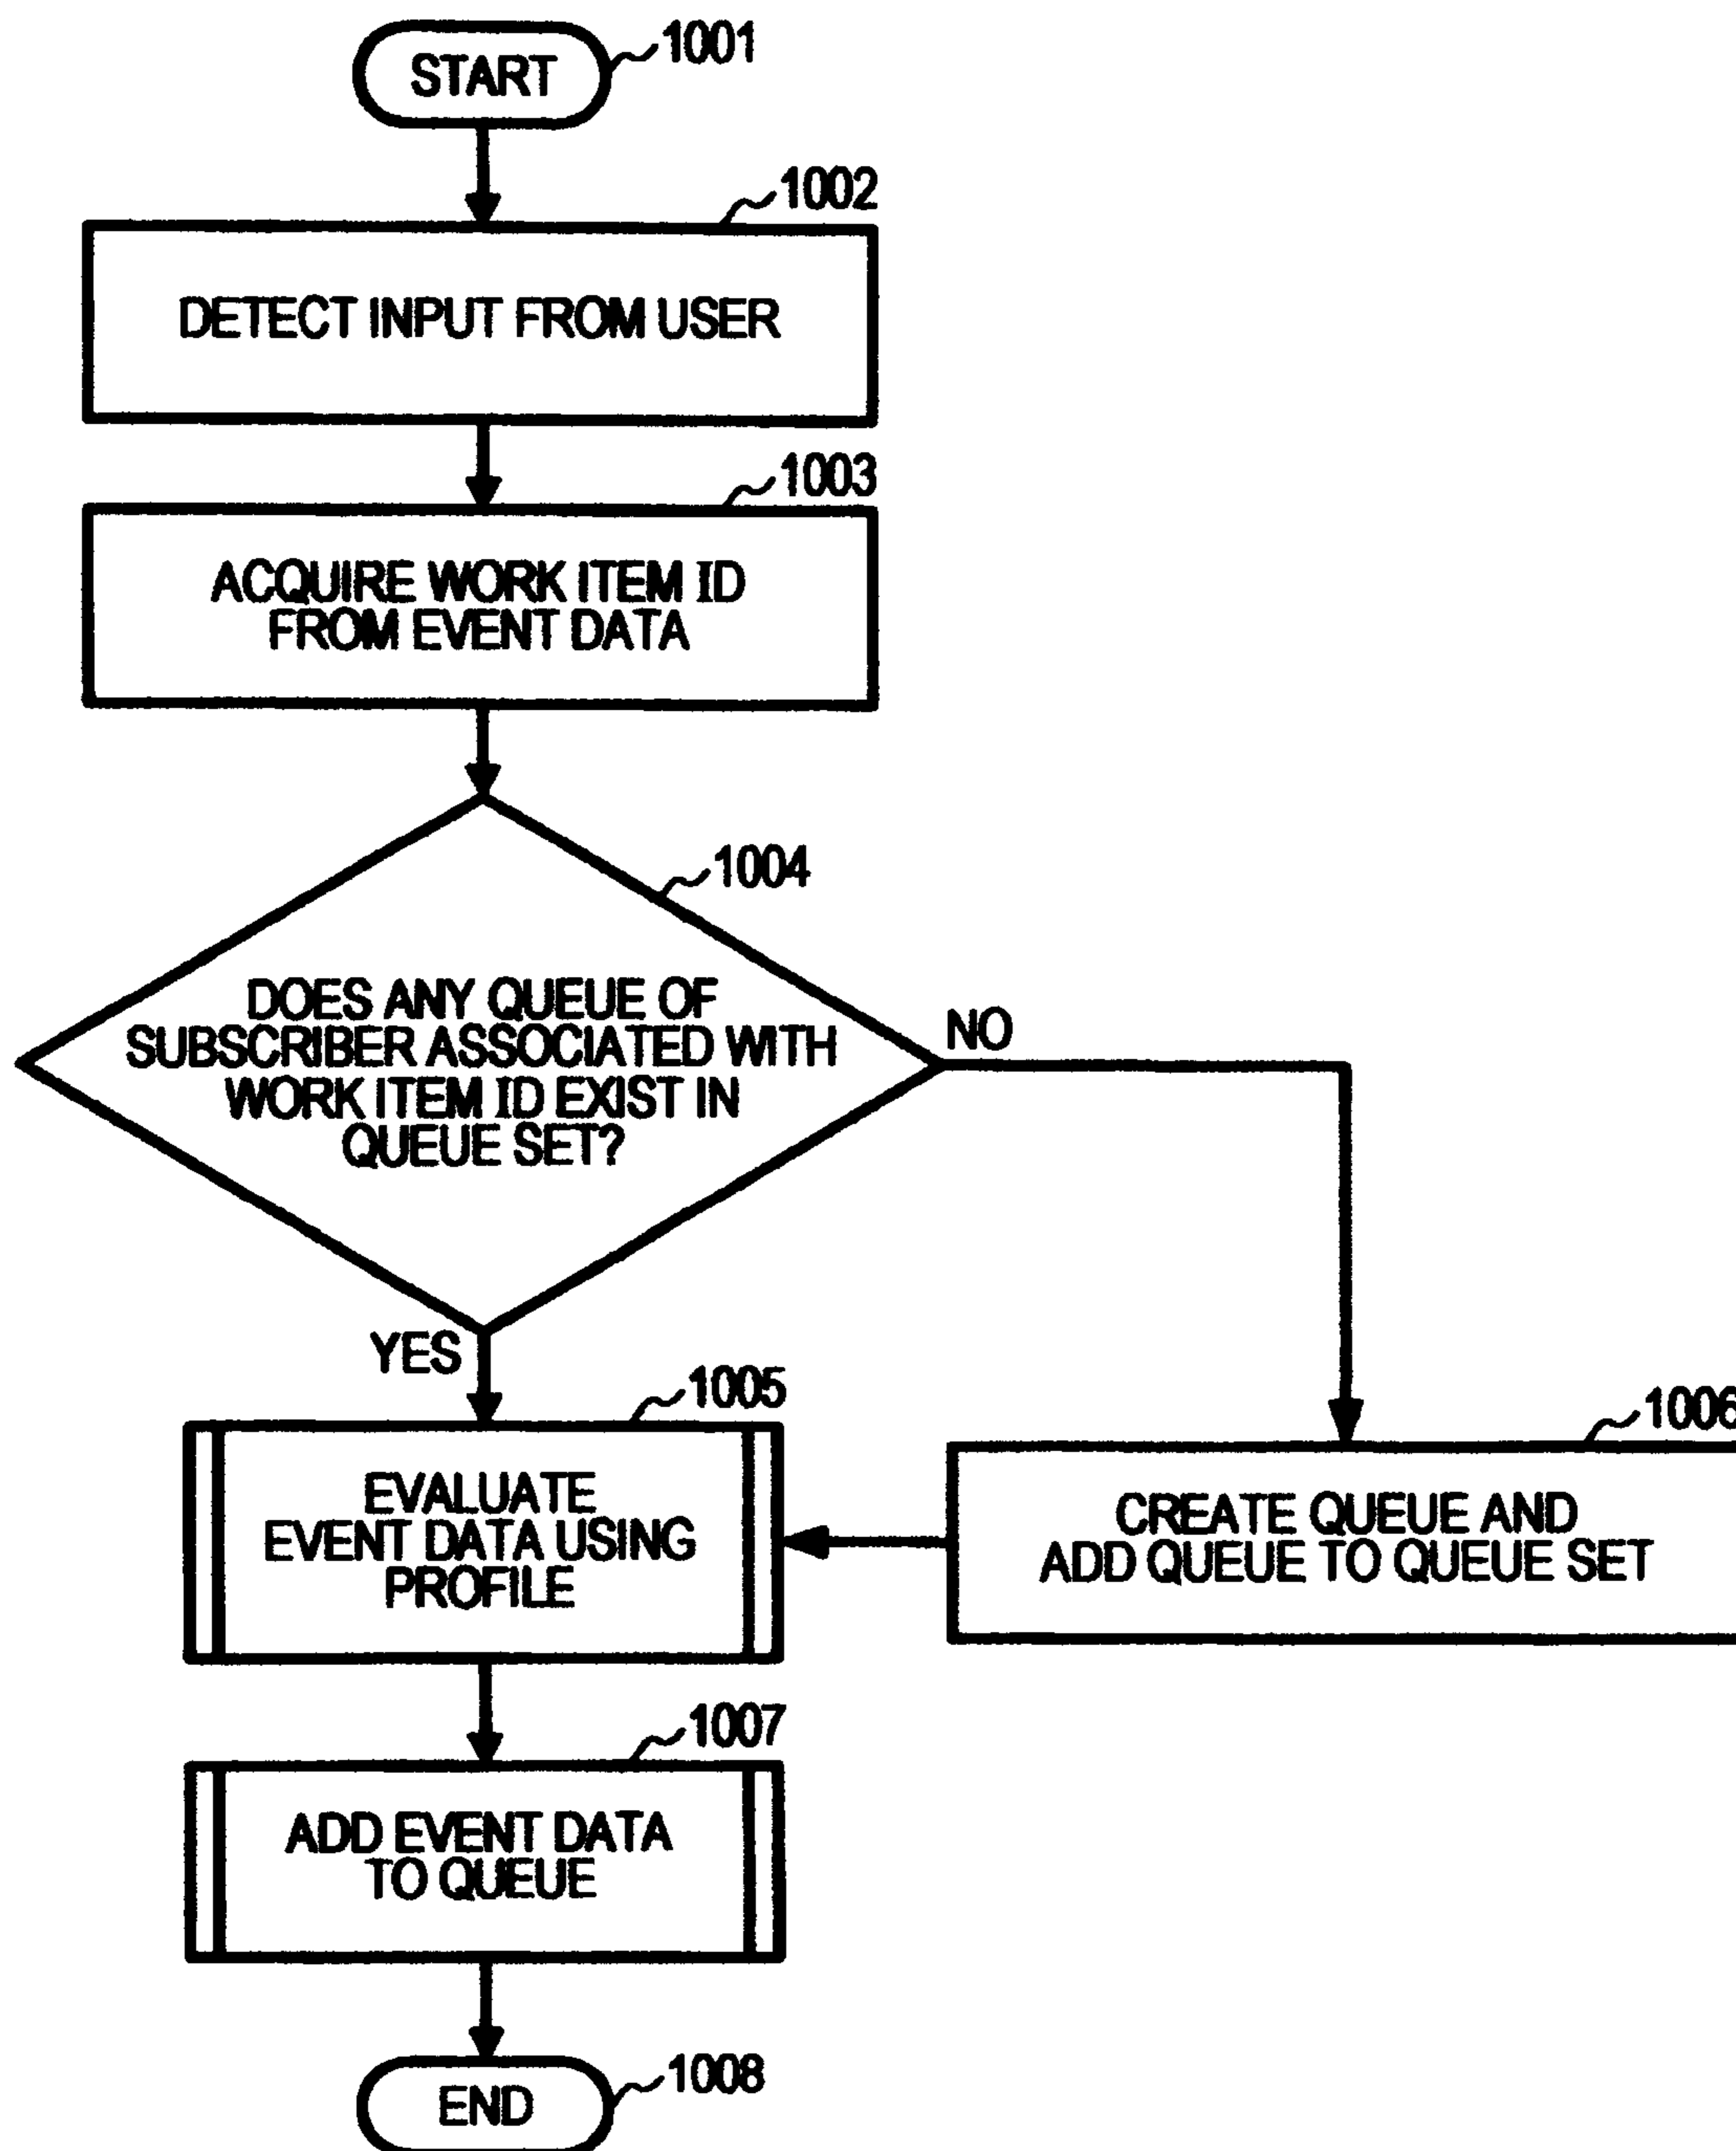 START
1001
1002
DETECT INPUT FROM USER
1003
ACQUIRE WORK ITEM ID
FROM EVENT DATA
1004
DOES ANY QUEUE OF
SUBSCRIBER ASSOCIATED WITH
WORK ITEM ID EXIST IN
QUEUE SET?
NO
YES
1005
EVALUATE
EVENT DATA USING
PROFILE
1006
CREATE QUEUE AND
ADD QUEUE TO QUEUE SET
1007
ADD EVENT DATA
TO QUEUE
1008
END